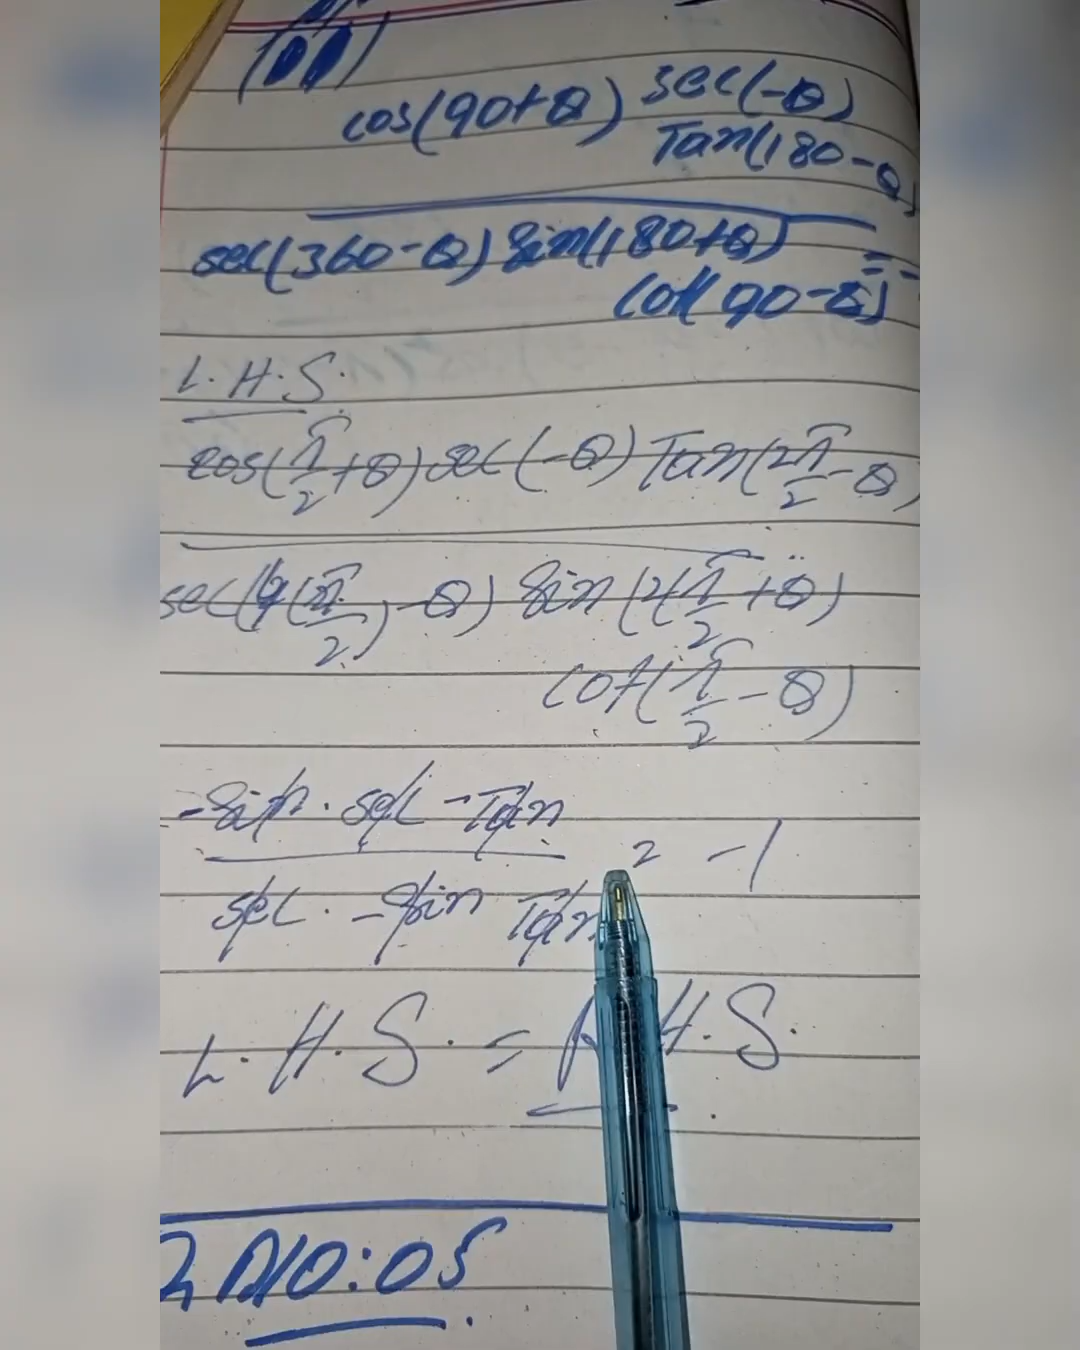 cos(90+θ) sec(-θ)
Tan(180-θ)
sec(360-θ) Sin(180+θ) =-
Cot(90-θ)
L.H.S.
cos(π/2+θ) sec(-θ) Tan(2π/2-θ
sec(4(π/2)-θ) Sin(2(π/2+θ)
Cot(π/2-θ)
-Sin. sec -Tan
= -1
sec. -Sin Tan
L.H.S. = R.H.S.
Q NO:05